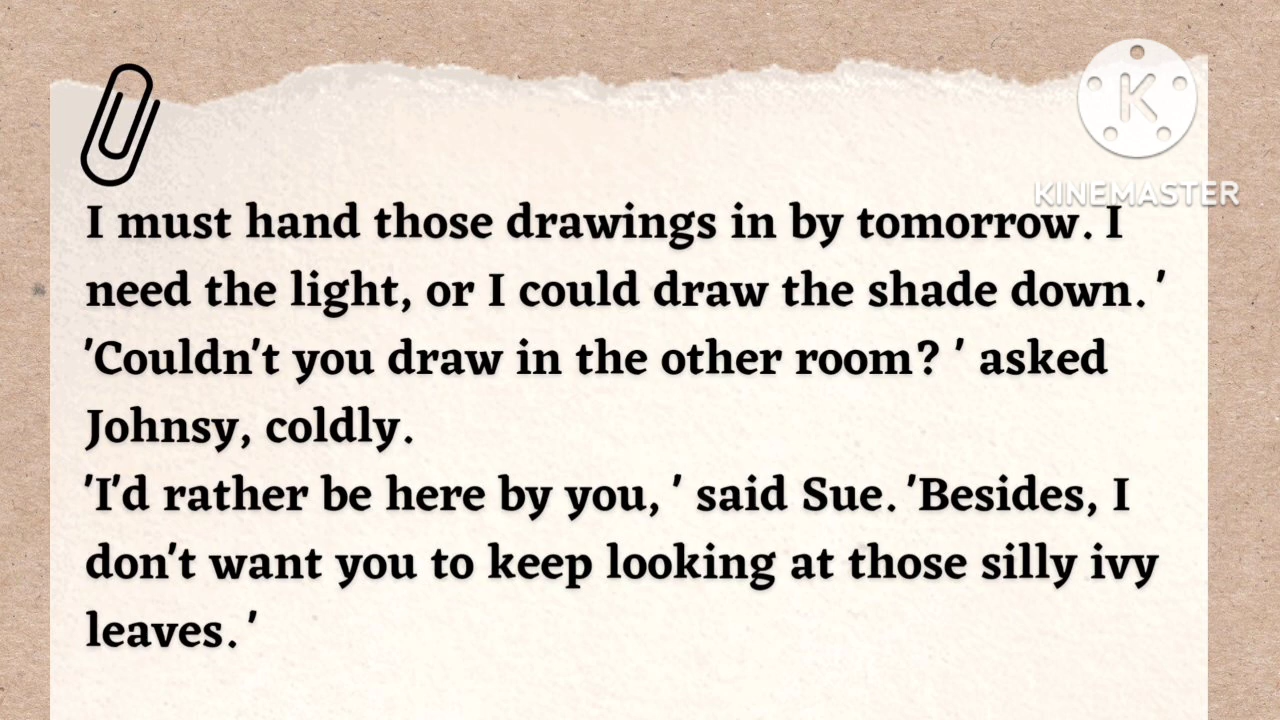 KINEMASTER
I must hand those drawings in by tomorrow. I
need the light, or I could draw the shade down. '
'Couldn't you draw in the other room? ' asked
Johnsy, coldly.
'I'd rather be here by you, ' said Sue. 'Besides, I
don't want you to keep looking at those silly ivy
leaves. '